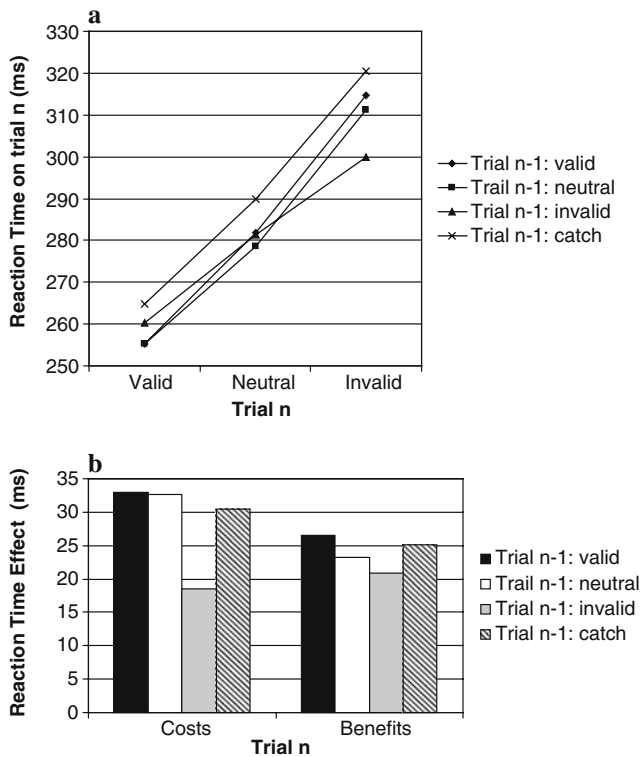 a
Reaction Time on trial n (ms)
330
320
310
300
290
280
270
260
250
Valid Neutral Invalid
Trial n
Trial n-1: valid
Trail n-1: neutral
Trial n-1: invalid
Trial n-1: catch
b
Reaction Time Effect (ms)
35
30
25
20
15
10
5
0
Costs Benefits
Trial n
Trial n-1: valid
Trail n-1: neutral
Trial n-1: invalid
Trial n-1: catch